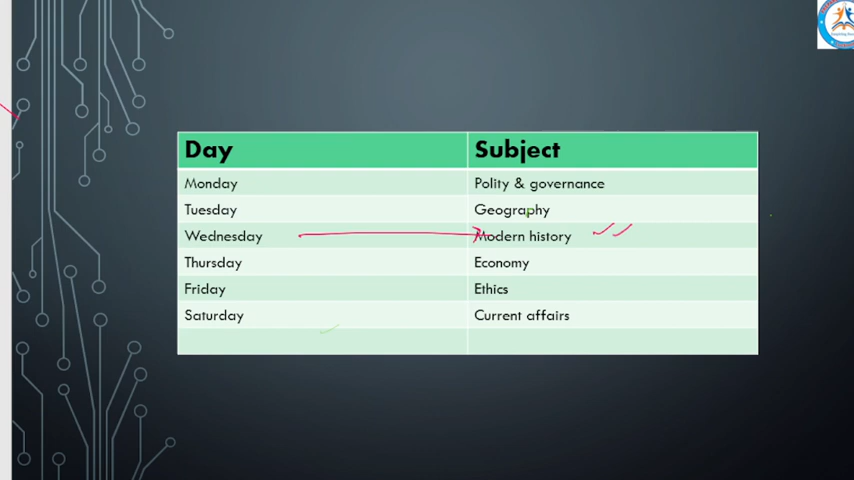 Day Subject
Monday Polity & governance
Tuesday Geography
Wednesday Modern history
Thursday Economy
Friday Ethics
Saturday Current affairs